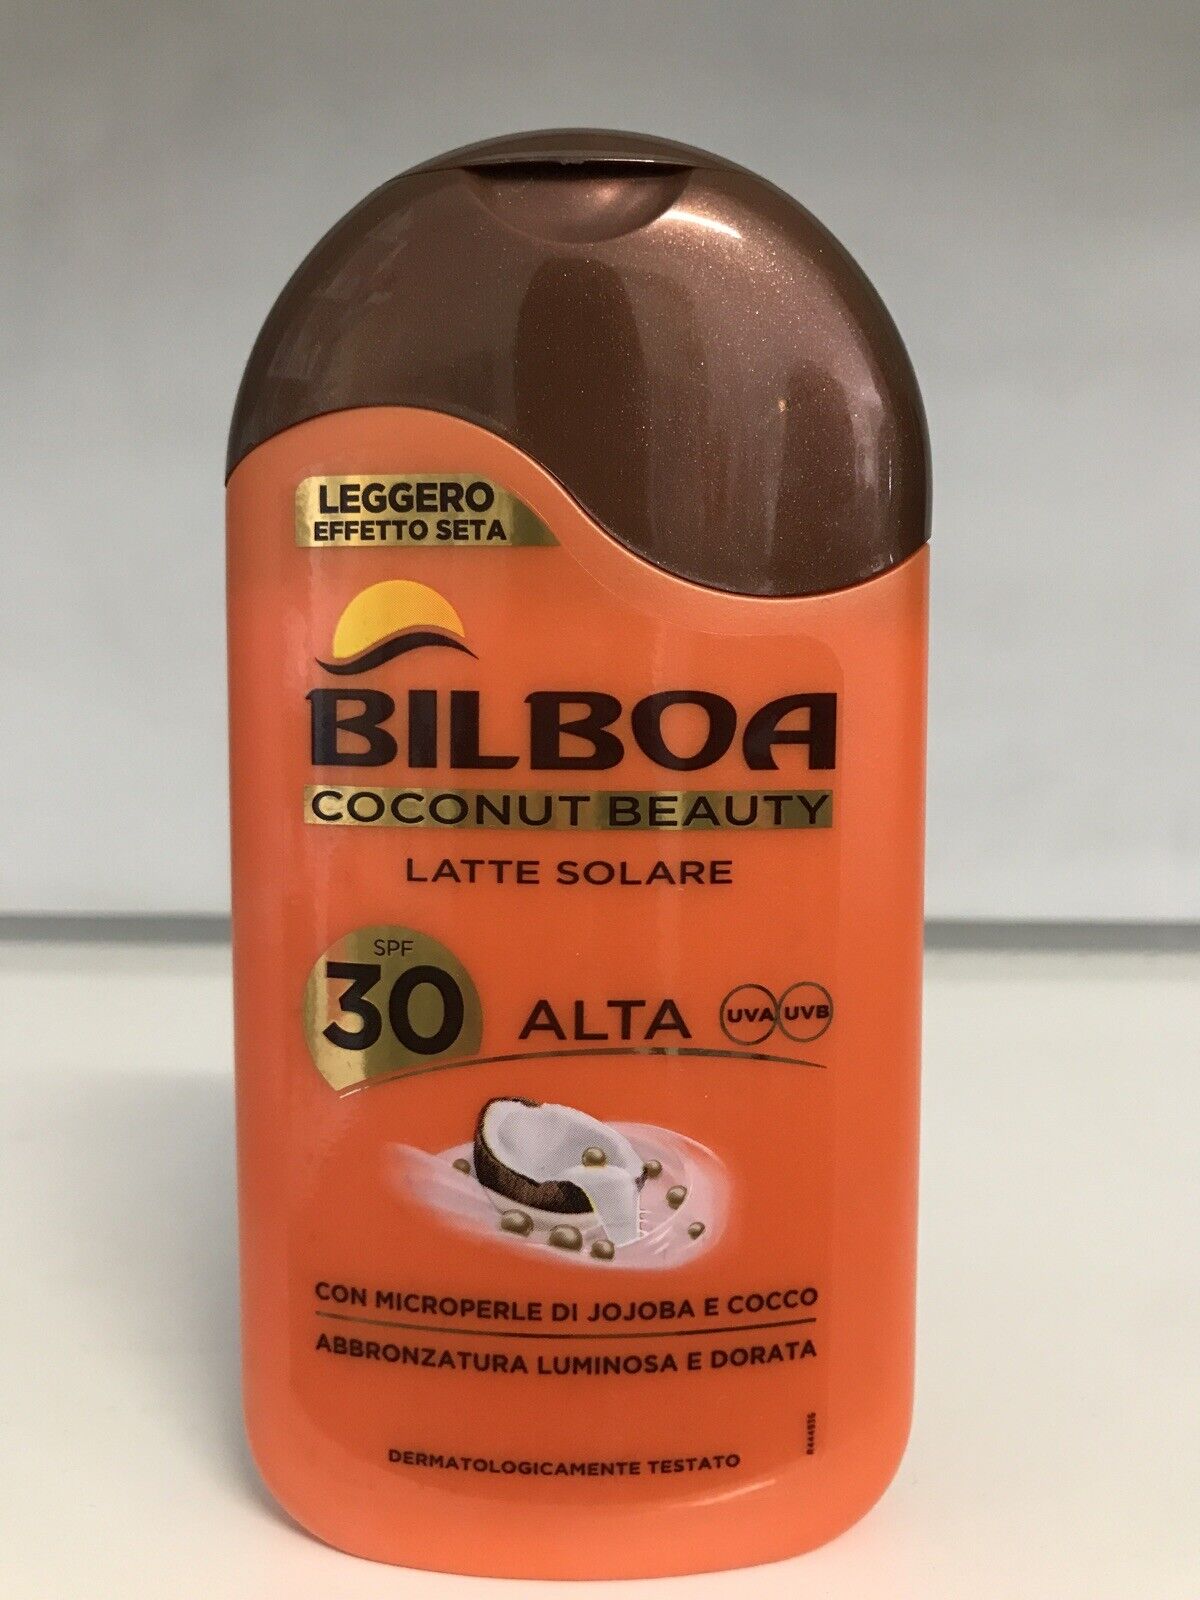 LEGGERO
EFFETTO SETA
BILBOA
COCONUT BEAUTY
LATTE SOLARE
SPF
30
ALTA UVA UVB
CON MICROPERLE DI JOJOBA E COCCO
ABBRONZATURA LUMINOSA E DORATA
DERMATOLOGICAMENTE TESTATO